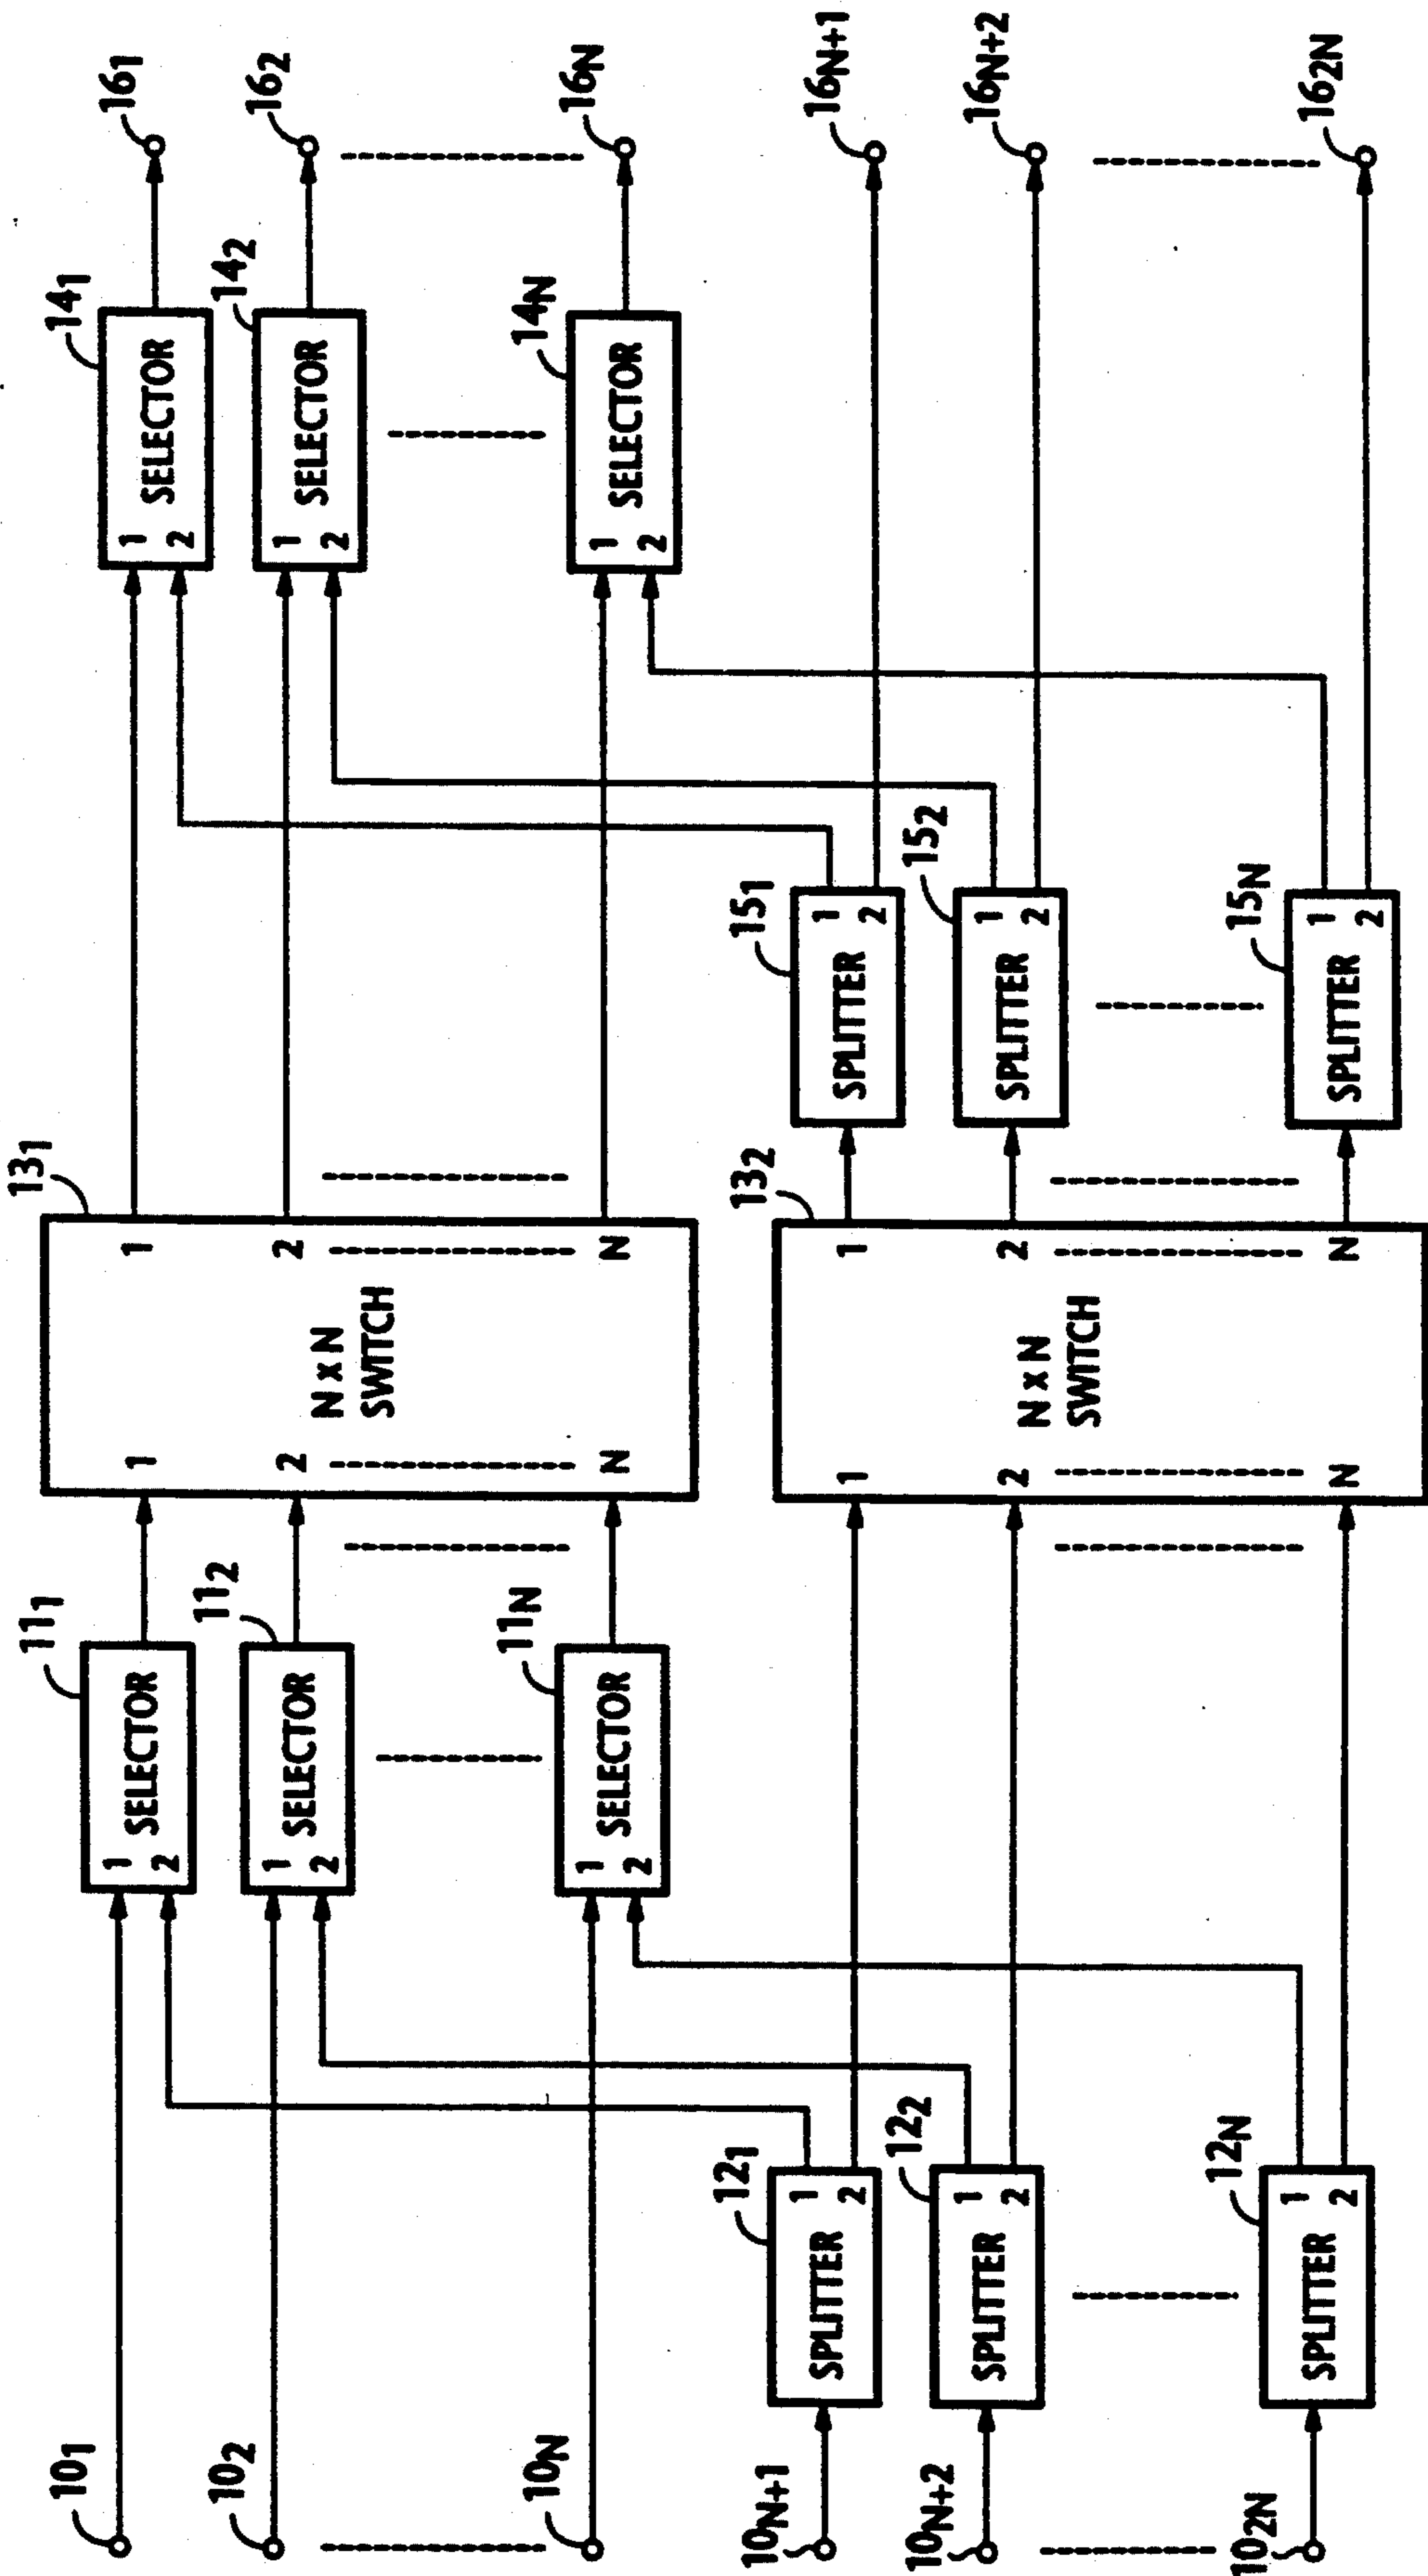 10₁
10₂
10N
10N+1
10N+2
10₂N
11₁
1 SELECTOR
2
11₂
1 SELECTOR
2
11N
1 SELECTOR
2
12₁
SPLITTER 1
2
12₂
SPLITTER 1
2
12N
SPLITTER 1
2
13₁
1 1
2 N x N 2
SWITCH
N N
13₂
1 1
2 N x N 2
SWITCH
N N
14₁
1 SELECTOR
2
14₂
1 SELECTOR
2
14N
1 SELECTOR
2
15₁
SPLITTER 1
2
15₂
SPLITTER 1
2
15N
SPLITTER 1
2
16₁
16₂
16N
16N+1
16N+2
16₂N